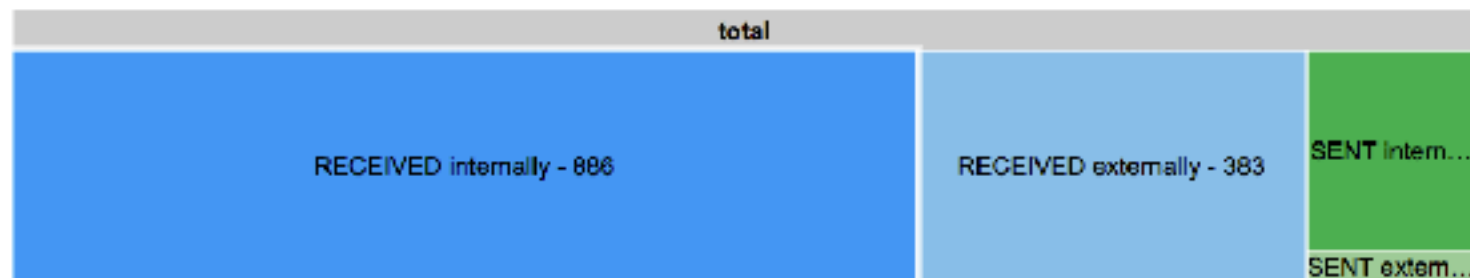 total
RECEIVED internally - 886
RECEIVED externally - 383
SENT intern...
SENT extern...